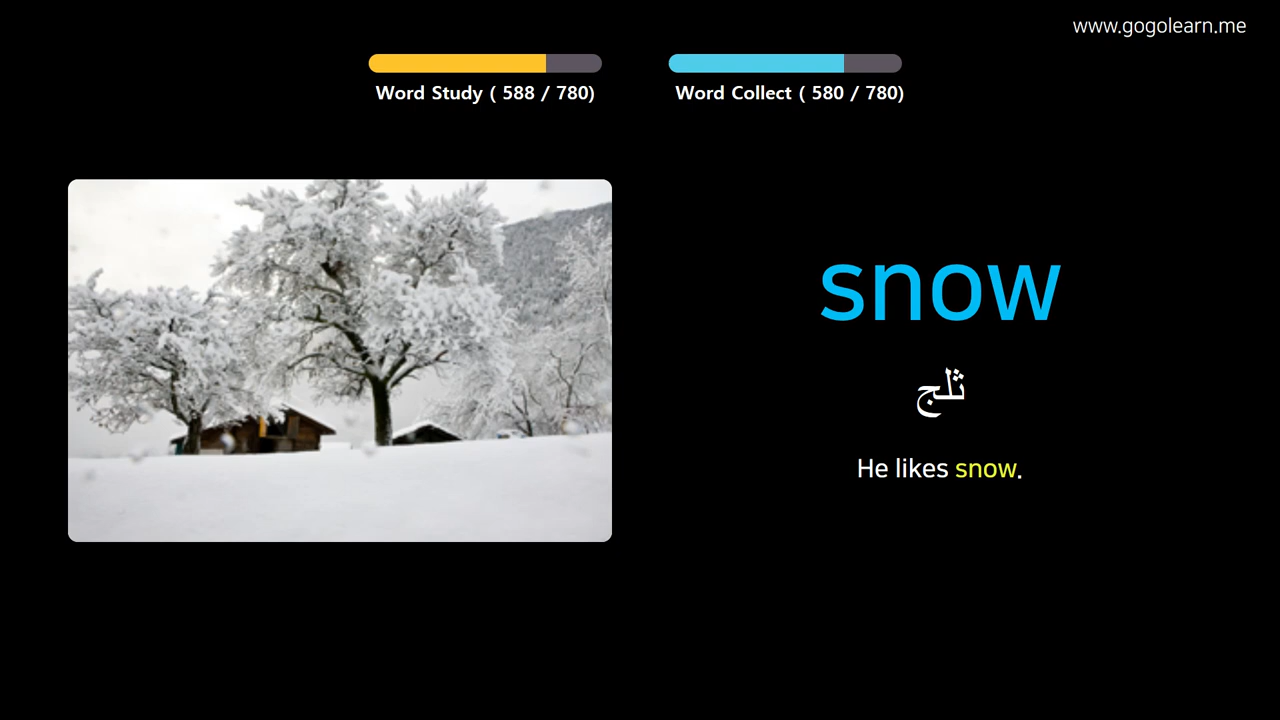 www.gogolearn.me
Word Study ( 588 / 780)
Word Collect ( 580 / 780)
snow
ثلج
He likes snow.